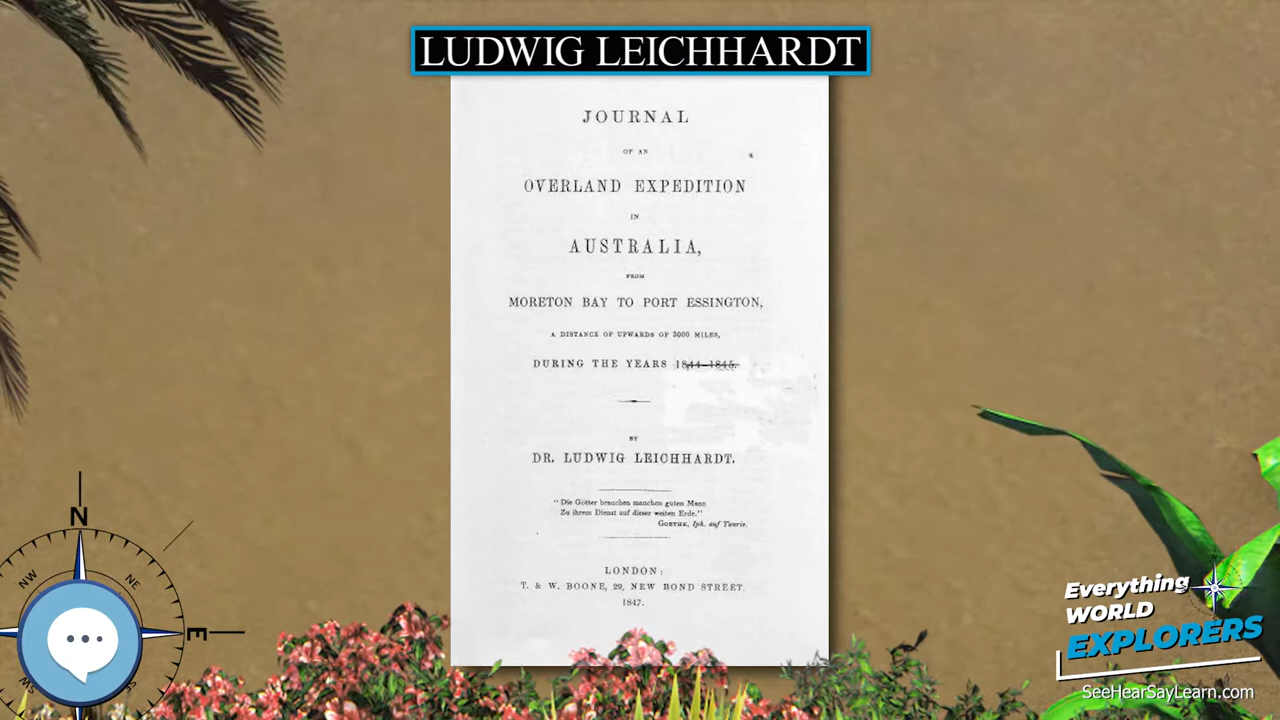 LUDWIG LEICHHARDT
JOURNAL
OF AN
OVERLAND EXPEDITION
IN
AUSTRALIA,
FROM
MORETON BAY TO PORT ESSINGTON,
A DISTANCE OF UPWARDS OF 3000 MILES,
DURING THE YEARS 1844–1845.
BY
DR. LUDWIG LEICHHARDT.
"Die Götter brauchen manchen guten Mann
Zu ihrem Dienst auf dieser weiten Erde."
GOETHE, Iph. auf Tauris.
LONDON:
T. & W. BOONE, 29, NEW BOND STREET.
1847.
N
NW
NE
E
SW
SE
Everything
WORLD
EXPLORERS
SeeHearSayLearn.com